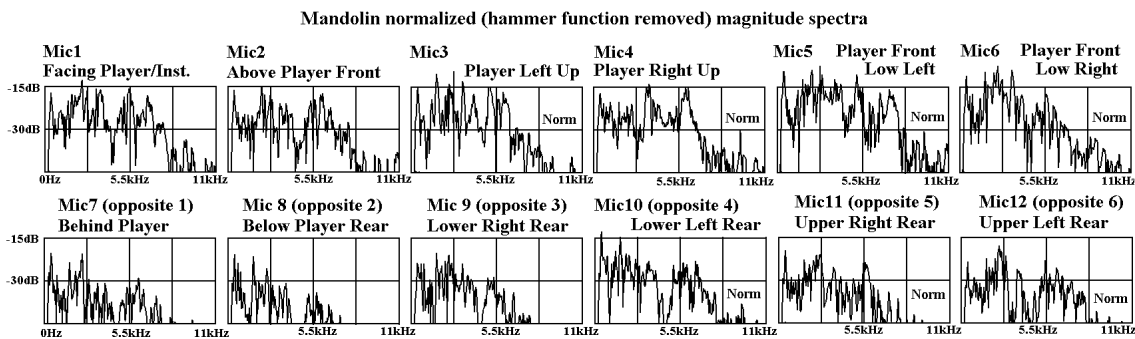 Mandolin normalized (hammer function removed) magnitude spectra
Mic1
Facing Player/Inst.
Mic2
Above Player Front
Mic3
Player Left Up
Mic4
Player Right Up
Mic5 Player Front
Low Left
Mic6 Player Front
Low Right
-15dB
-30dB
Norm
Norm
Norm
Norm
0Hz 5.5kHz 11kHz
5.5kHz 11kHz
5.5kHz 11kHz
5.5kHz 11kHz
5.5kHz 11kHz
5.5kHz 11kHz
Mic7 (opposite 1)
Behind Player
Mic 8 (opposite 2)
Below Player Rear
Mic 9 (opposite 3)
Lower Right Rear
Mic10 (opposite 4)
Lower Left Rear
Mic11 (opposite 5)
Upper Right Rear
Mic12 (opposite 6)
Upper Left Rear
-15dB
-30dB
Norm
Norm
Norm
5.5kHz 11kHz
5.5kHz 11kHz
5.5kHz 11kHz
5.5kHz 11kHz
5.5kHz 11kHz
5.5kHz 11kHz